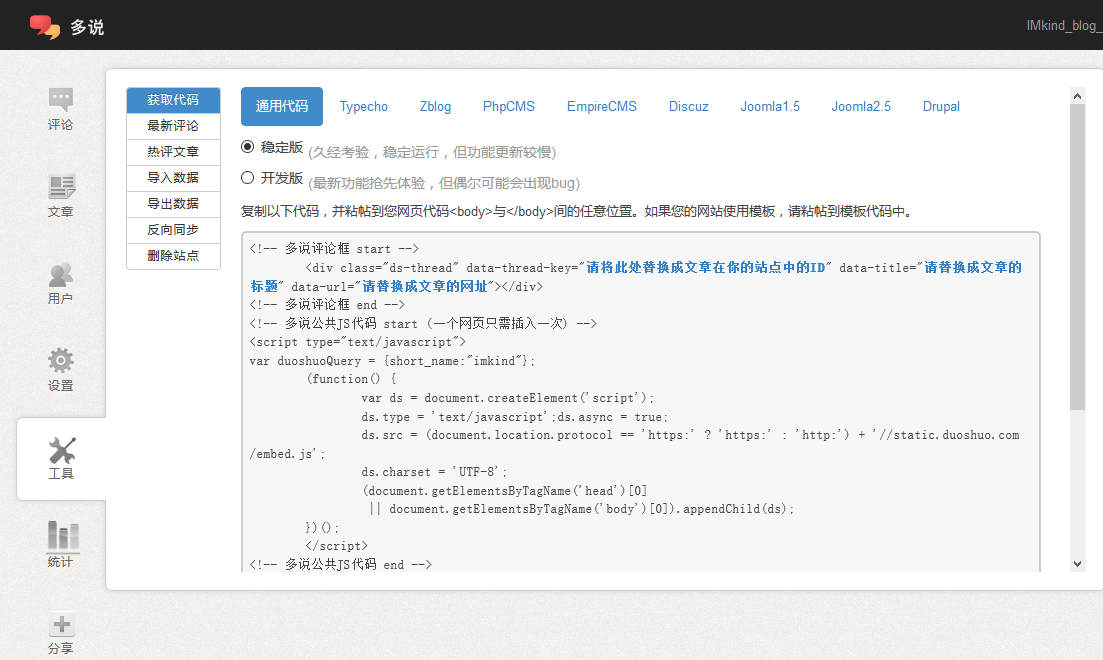 多说
IMkind_blog_
评论
文章
用户
设置
工具
统计
分享
获取代码
最新评论
热评文章
导入数据
导出数据
反向同步
删除站点
通用代码 Typecho Zblog PhpCMS EmpireCMS Discuz Joomla1.5 Joomla2.5 Drupal
稳定版 (久经考验，稳定运行，但功能更新较慢)
开发版 (最新功能抢先体验，但偶尔可能会出现bug)
复制以下代码，并粘帖到您网页代码<body>与</body>间的任意位置。如果您的网站使用模板，请粘帖到模板代码中。
<!-- 多说评论框 start -->
<div class="ds-thread" data-thread-key="请将此处替换成文章在你的站点中的ID" data-title="请替换成文章的
标题" data-url="请替换成文章的网址"></div>
<!-- 多说评论框 end -->
<!-- 多说公共JS代码 start (一个网页只需插入一次) -->
<script type="text/javascript">
var duoshuoQuery = {short_name:"imkind"};
(function() {
var ds = document.createElement('script');
ds.type = 'text/javascript';ds.async = true;
ds.src = (document.location.protocol == 'https:' ? 'https:' : 'http:') + '//static.duoshuo.com
/embed.js';
ds.charset = 'UTF-8';
(document.getElementsByTagName('head')[0]
|| document.getElementsByTagName('body')[0]).appendChild(ds);
})();
</script>
<!-- 多说公共JS代码 end -->